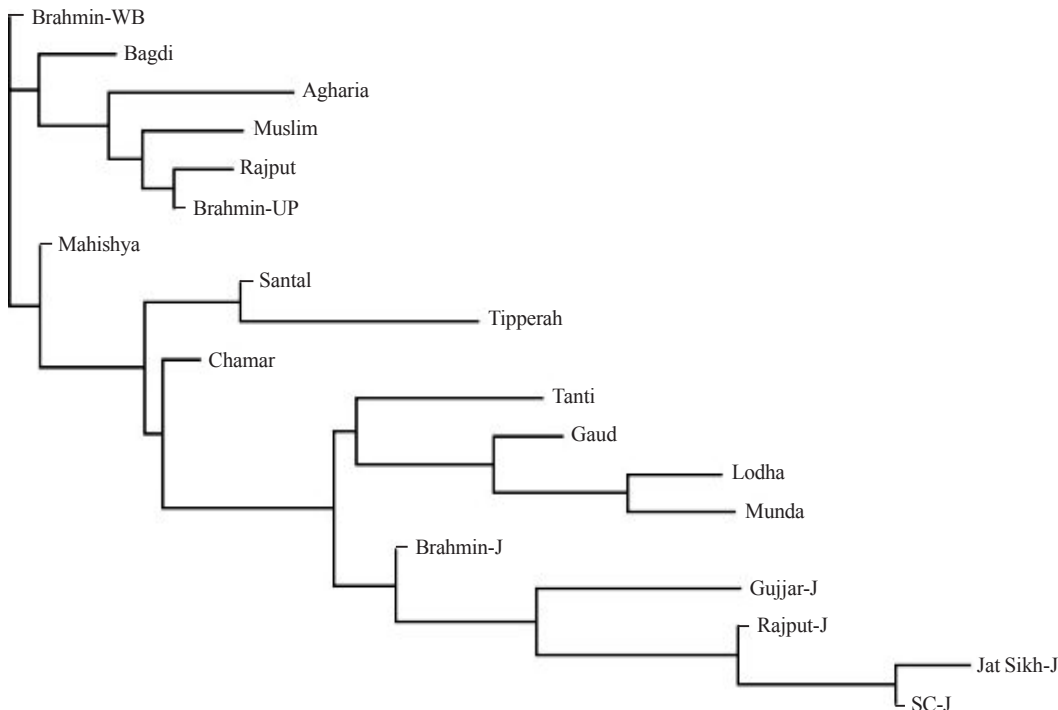 Brahmin-WB
Bagdi
Agharia
Muslim
Rajput
Brahmin-UP
Mahishya
Santal
Tipperah
Chamar
Tanti
Gaud
Lodha
Munda
Brahmin-J
Gujjar-J
Rajput-J
Jat Sikh-J
SC-J